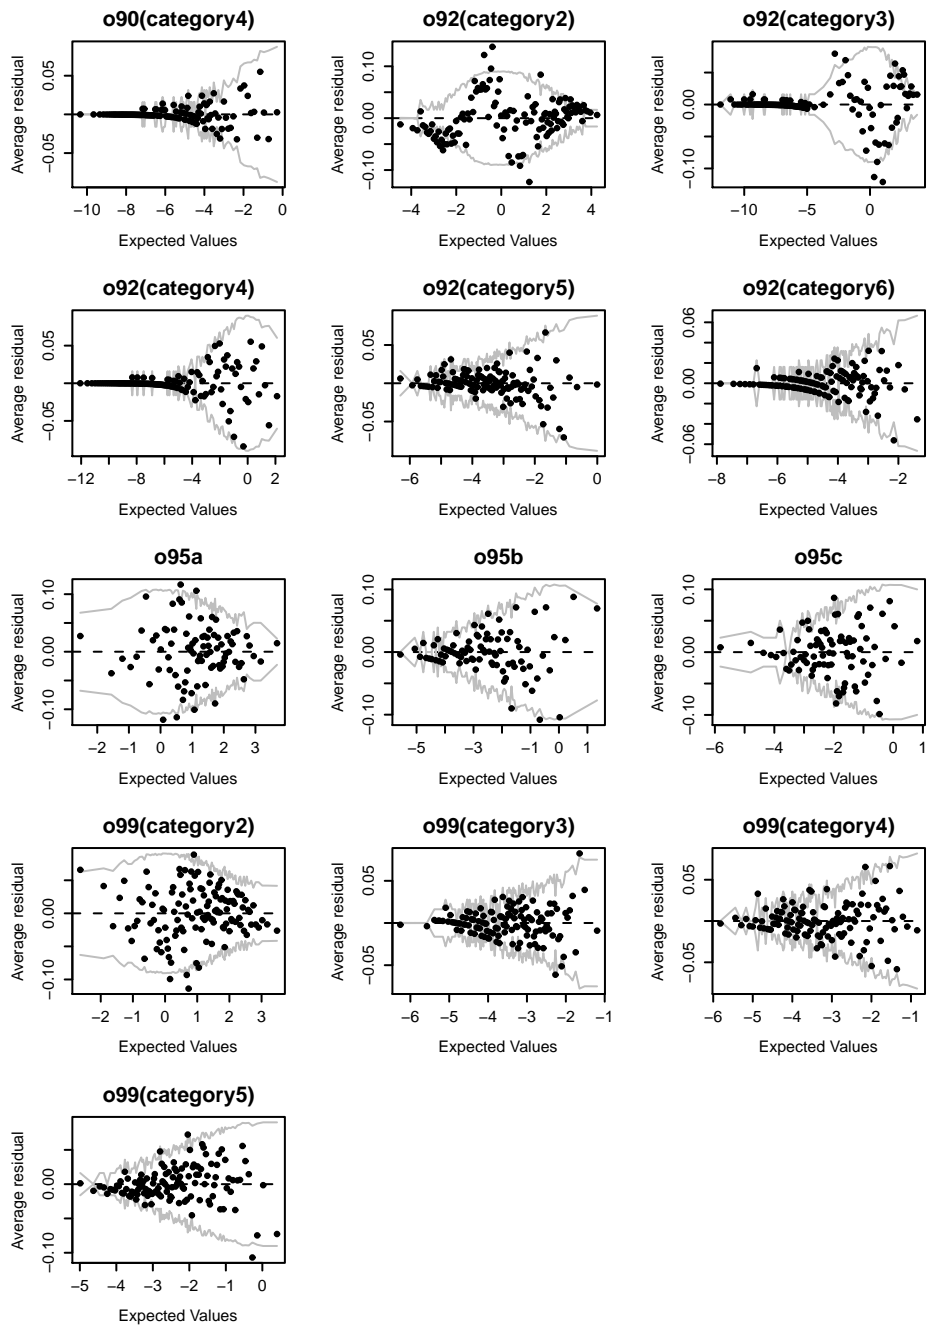 o90(category4)
Average residual
0.05
−0.05
−10 −8 −6 −4 −2 0
Expected Values
o92(category2)
Average residual
0.10
0.00
−0.10
−4 −2 0 2 4
Expected Values
o92(category3)
Average residual
0.00
−0.10
−10 −5 0
Expected Values
o92(category4)
Average residual
0.05
−0.05
−12 −8 −4 0 2
Expected Values
o92(category5)
Average residual
0.05
−0.05
−6 −4 −2 0
Expected Values
o92(category6)
Average residual
0.06
0.00
−0.06
−8 −6 −4 −2
Expected Values
o95a
Average residual
0.10
0.00
−0.10
−2 −1 0 1 2 3
Expected Values
o95b
Average residual
0.10
0.00
−0.10
−5 −3 −1 0 1
Expected Values
o95c
Average residual
0.10
0.00
−0.10
−6 −4 −2 0 1
Expected Values
o99(category2)
Average residual
0.00
−0.10
−2 −1 0 1 2 3
Expected Values
o99(category3)
Average residual
0.05
−0.05
−6 −5 −4 −3 −2 −1
Expected Values
o99(category4)
Average residual
0.05
−0.05
−6 −5 −4 −3 −2 −1
Expected Values
o99(category5)
Average residual
0.00
−0.10
−5 −4 −3 −2 −1 0
Expected Values